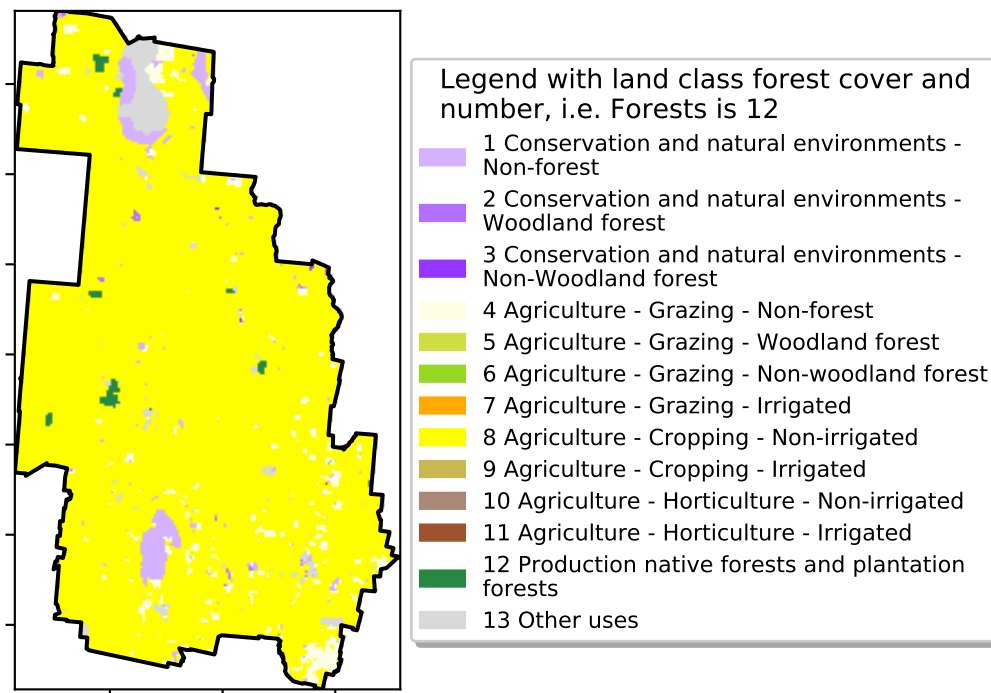 Legend with land class forest cover and
number, i.e. Forests is 12
1 Conservation and natural environments -
Non-forest
2 Conservation and natural environments -
Woodland forest
3 Conservation and natural environments -
Non-Woodland forest
4 Agriculture - Grazing - Non-forest
5 Agriculture - Grazing - Woodland forest
6 Agriculture - Grazing - Non-woodland forest
7 Agriculture - Grazing - Irrigated
8 Agriculture - Cropping - Non-irrigated
9 Agriculture - Cropping - Irrigated
10 Agriculture - Horticulture - Non-irrigated
11 Agriculture - Horticulture - Irrigated
12 Production native forests and plantation
forests
13 Other uses